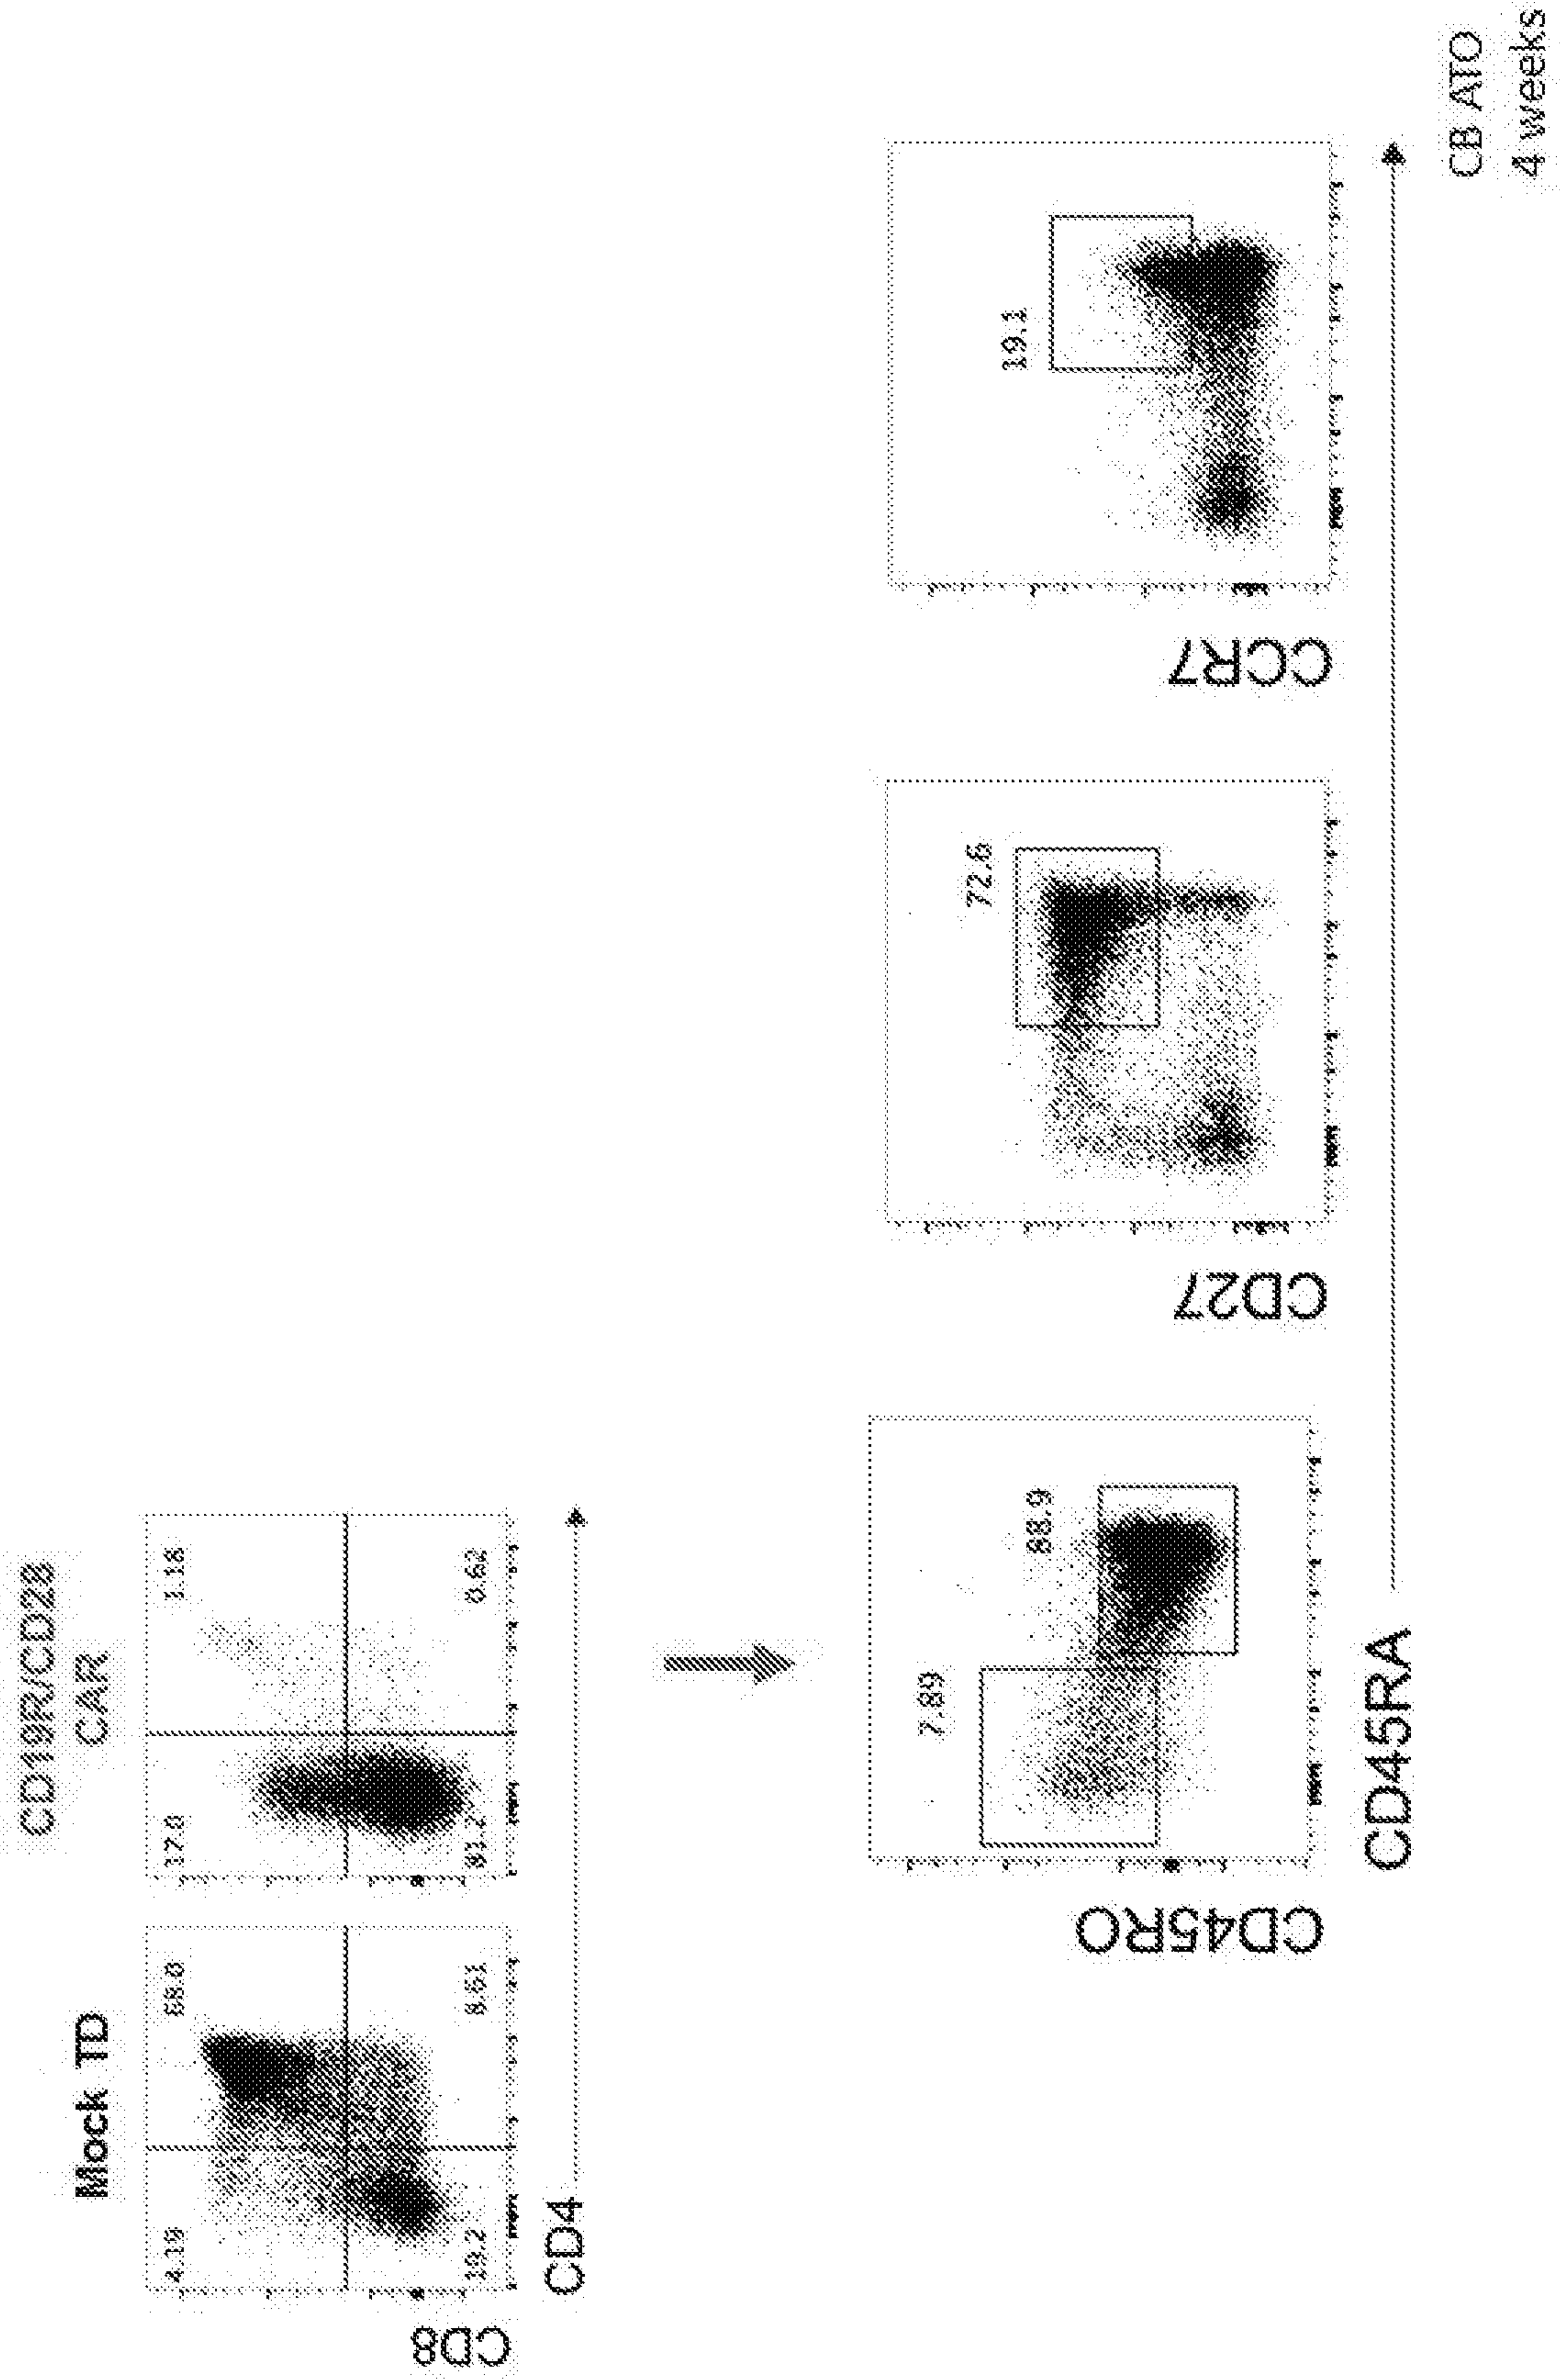 Mock TD
CD19R/CD28
CAR
4.19
68.0
19.2
8.61
17.0
1.18
81.2
0.62
CD8
CD4
7.89
88.9
72.6
19.1
CD45RO
CD27
CCR7
CD45RA
CB ATO
4 weeks